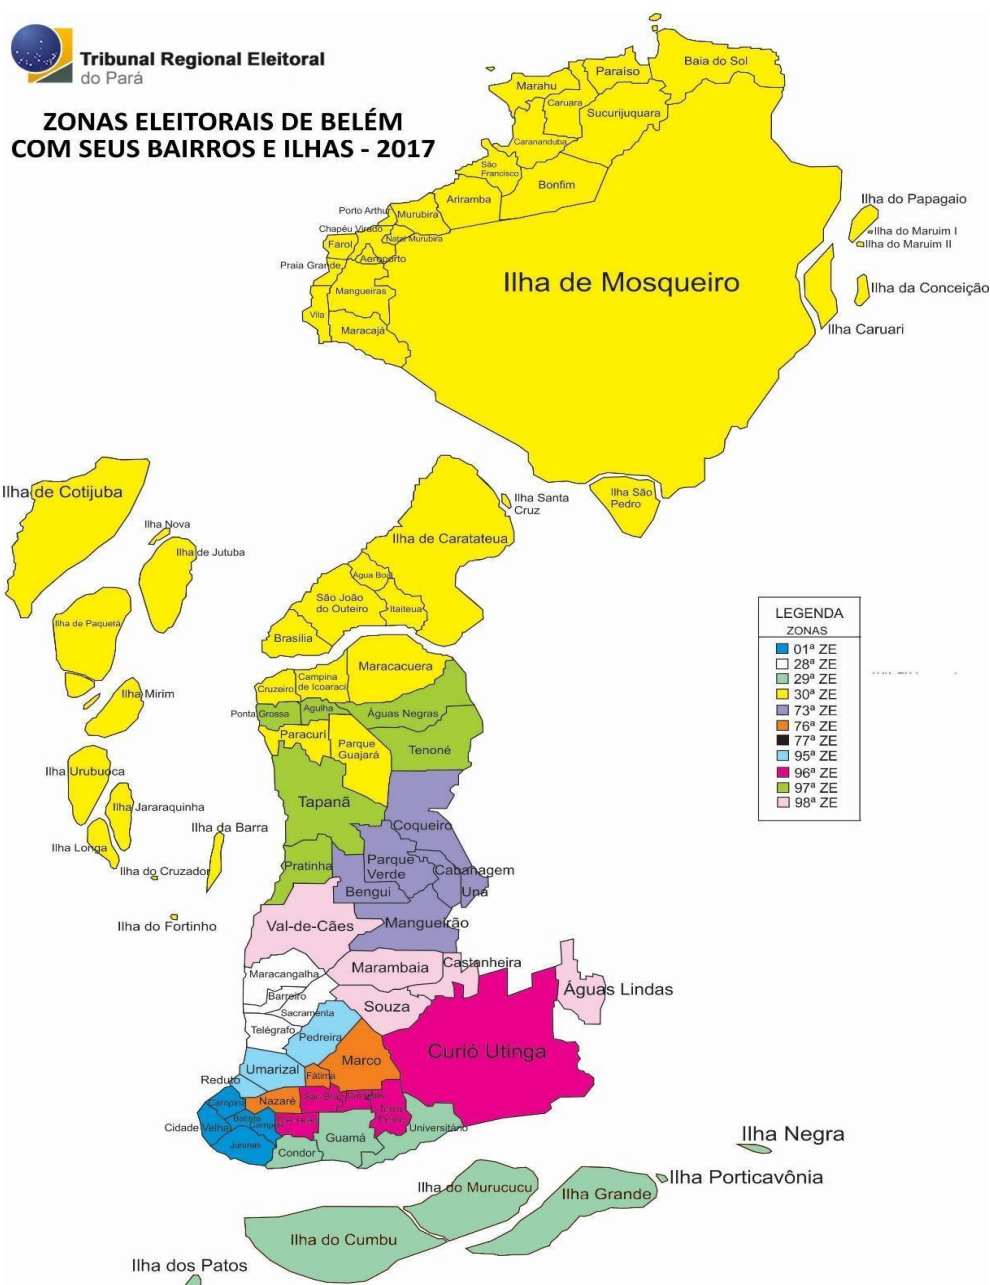 Tribunal Regional Eleitoral
do Pará
ZONAS ELEITORAIS DE BELÉM
COM SEUS BAIRROS E ILHAS - 2017
Baia do Sol
Paraíso
Marahu
Caruara
Sucurijuquara
Carananduba
São
Francisco
Bonfim
Ariramba
Ilha do Papagaio
Porto Arthur
Murubira
Chapéu Virado
Natal Murubira
Ilha do Maruim I
Ilha do Maruim II
Farol
Aeroporto
Praia Grande
Ilha de Mosqueiro
Mangueiras
Ilha da Conceição
Vila
Maracajá
Ilha Caruari
Ilha de Cotijuba
Ilha São
Pedro
Ilha Santa
Cruz
Ilha Nova
Ilha de Caratateua
Ilha de Jutuba
Água Boa
São João
do Outeiro
Itaiteua
Ilha de Paquetá
Brasília
LEGENDA
ZONAS
01ª ZE
28ª ZE
29ª ZE
30ª ZE
73ª ZE
76ª ZE
77ª ZE
95ª ZE
96ª ZE
97ª ZE
98ª ZE
Maracacuera
Campina
de Icoaraci
Cruzeiro
Ilha Mirim
Agulha
Ponta Grossa
Águas Negras
Paracuri
Parque
Guajará
Tenoné
Ilha Urubuoca
Tapanã
Ilha Jararaquinha
Ilha da Barra
Coqueiro
Ilha Longa
Parque
Verde
Pratinha
Cabanagem
Ilha do Cruzador
Bengui
Una
Ilha do Fortinho
Val-de-Cães
Mangueirão
Castanheira
Marambaia
Maracangalha
Águas Lindas
Barreiro
Souza
Sacramenta
Telégrafo
Pedreira
Curió Utinga
Marco
Umarizal
Fátima
Reduto
Nazaré
São Braz
Campina
Terra
Firme
Batista
Campos
Cidade Velha
Universitário
Guamá
Jurunas
Condor
Ilha Negra
Ilha Porticavônia
Ilha do Murucucu
Ilha Grande
Ilha do Cumbu
Ilha dos Patos